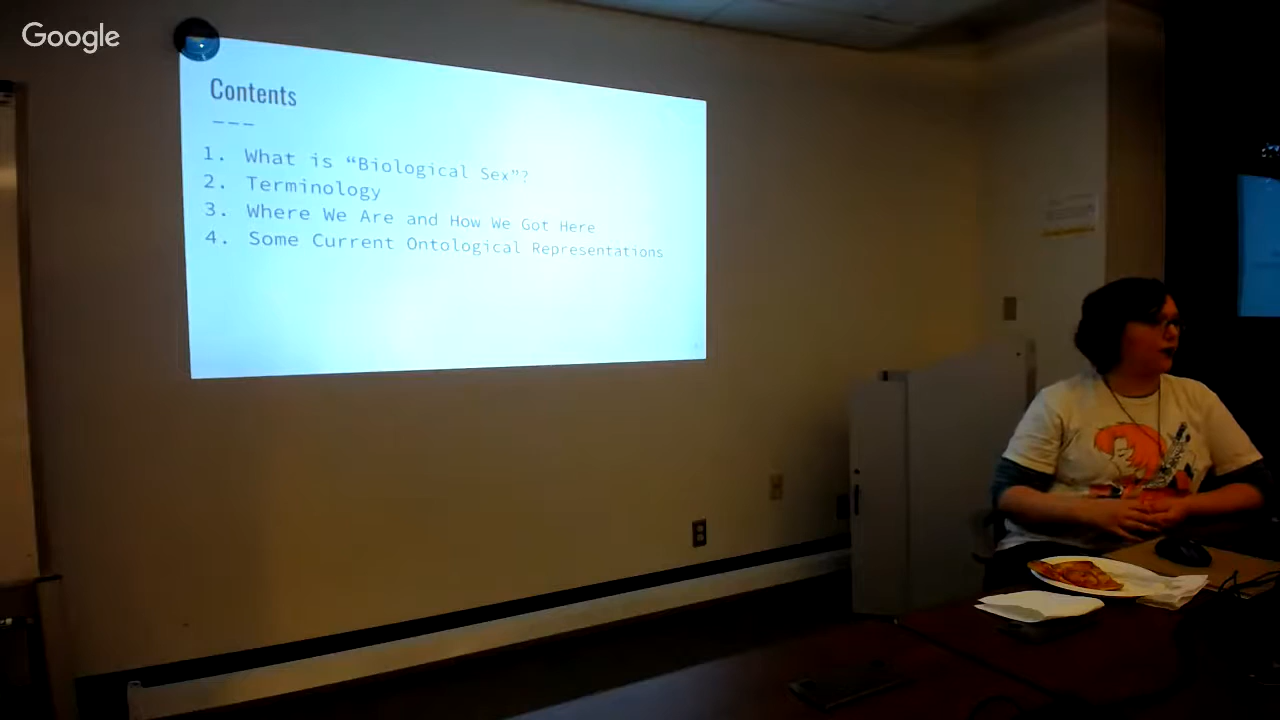 Google
Contents
———
1. What is “Biological Sex”?
2. Terminology
3. Where We Are and How We Got Here
4. Some Current Ontological Representations